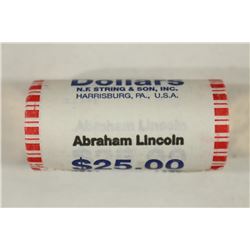 Dollars
N.F. STRING & SON, INC.
HARRISBURG, PA., U.S.A.
Abraham Lincoln
$25.00